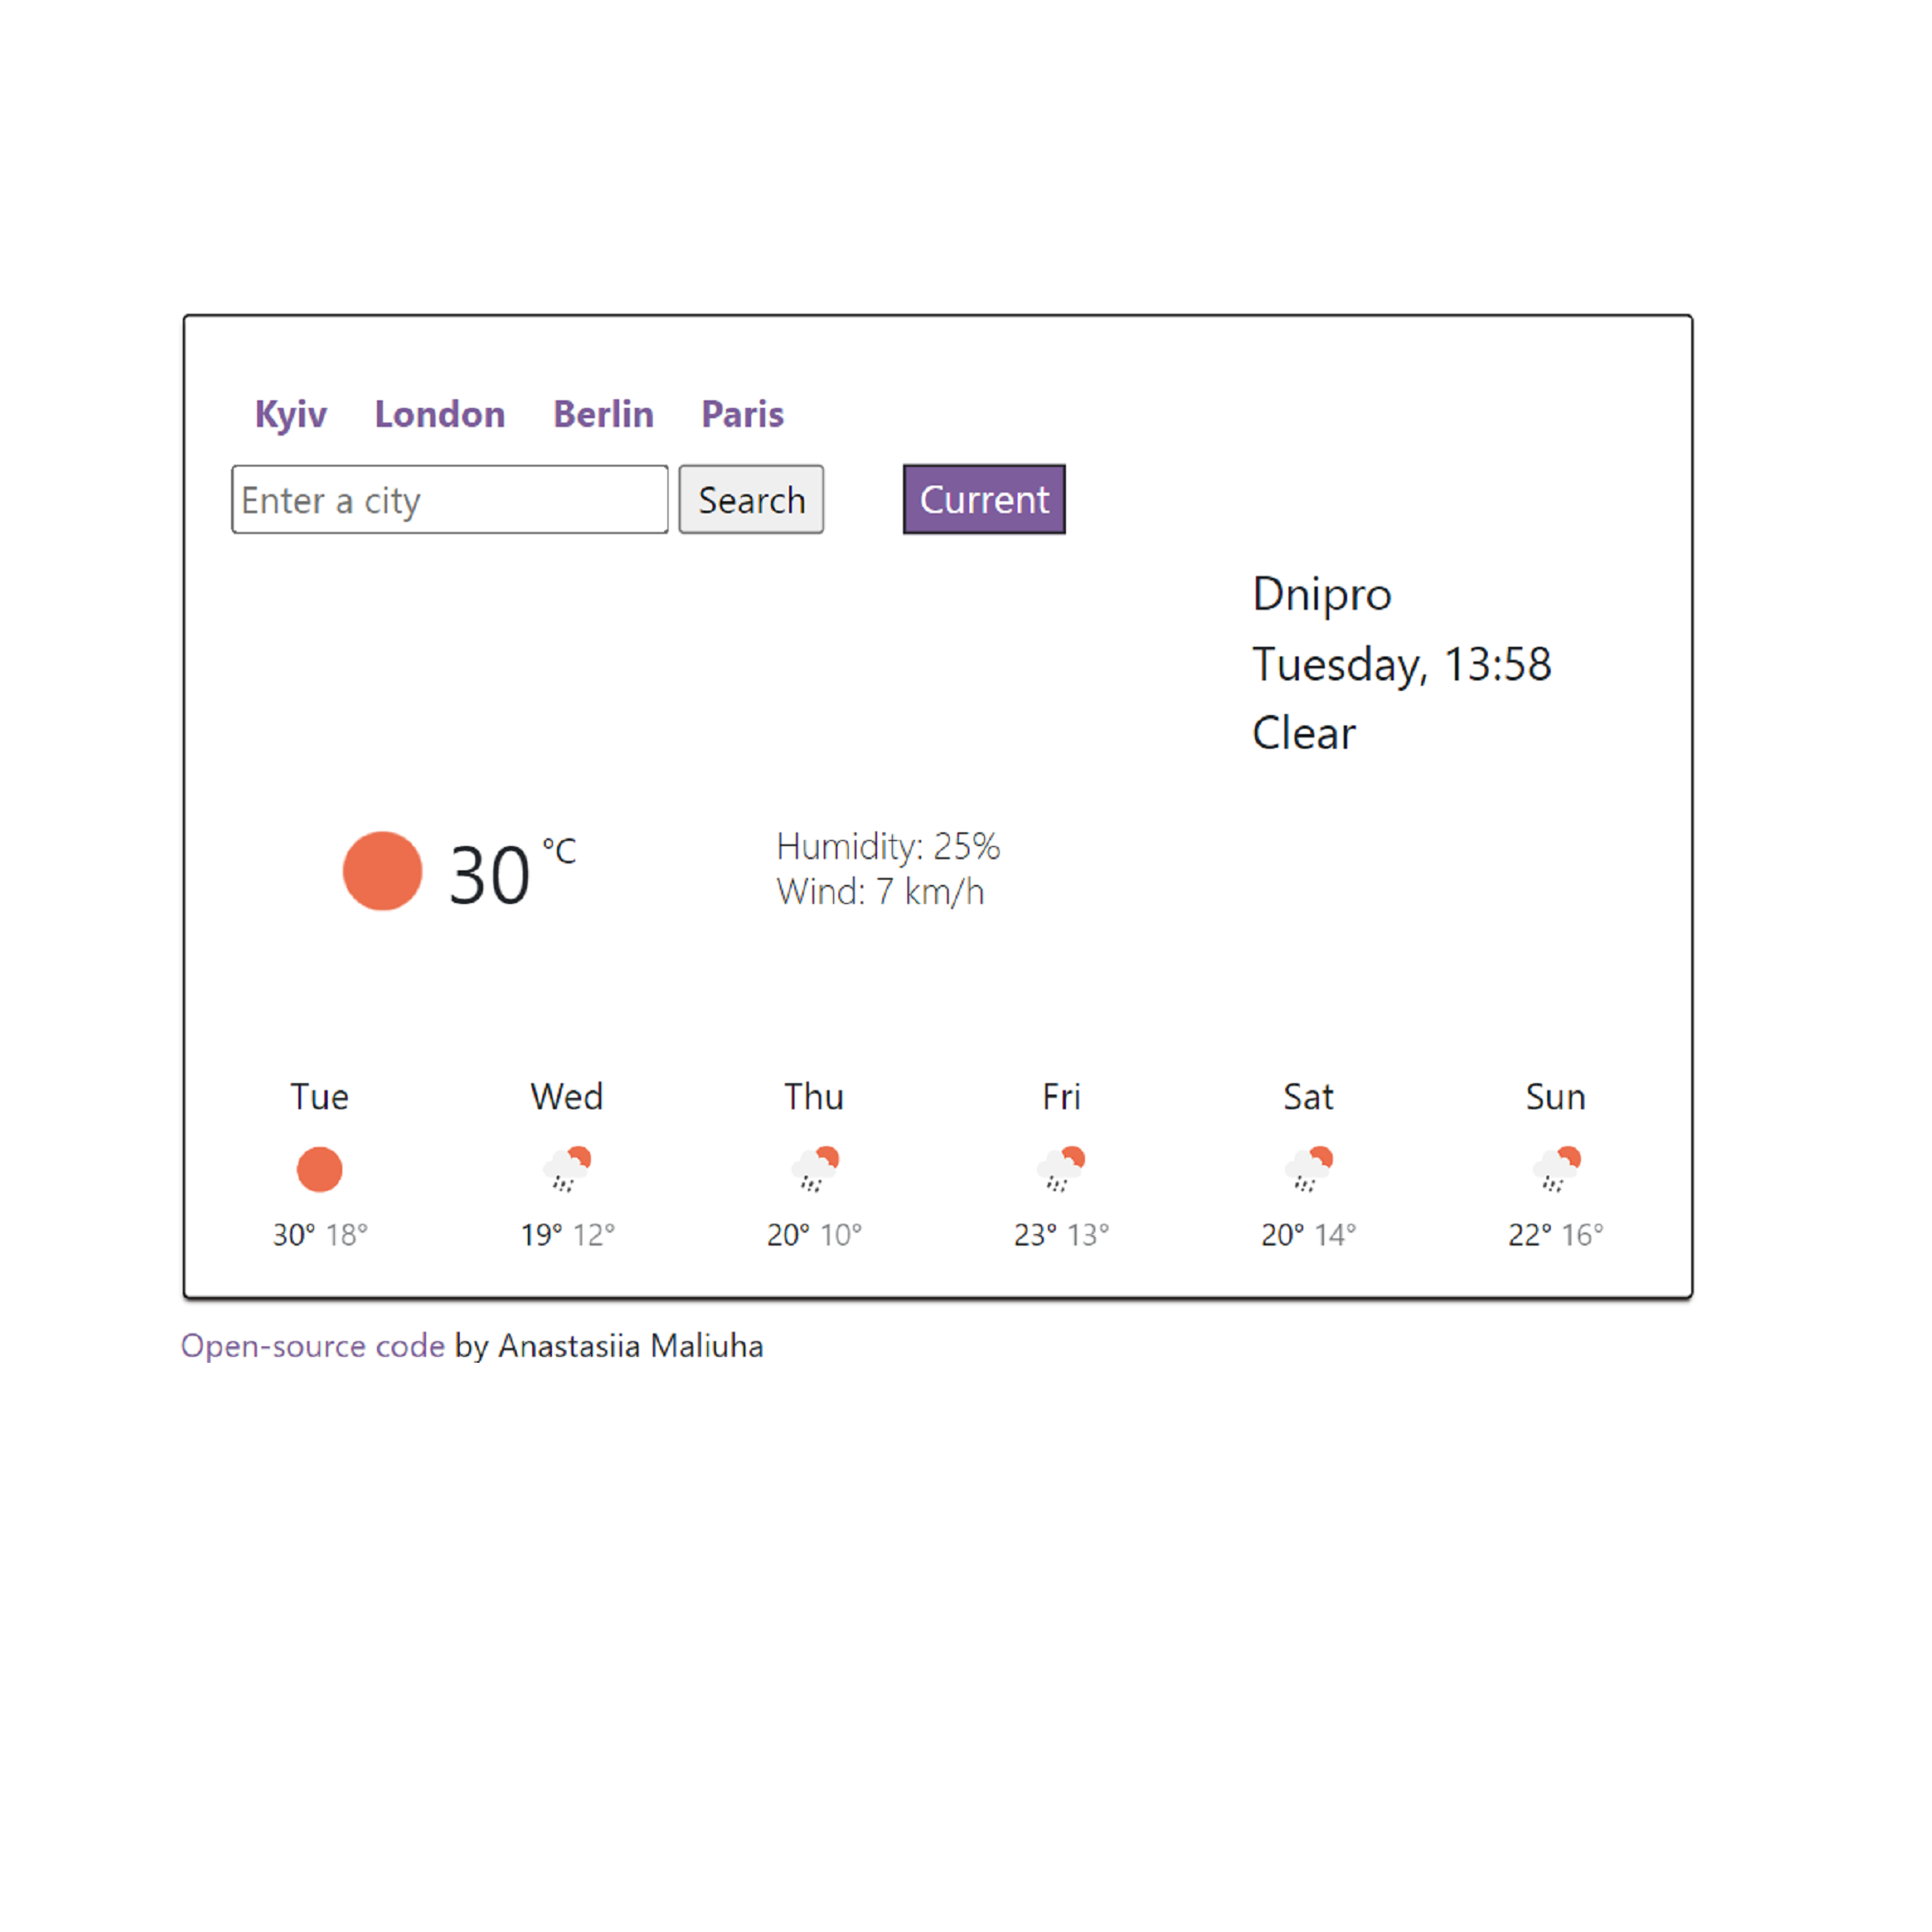 Kyiv London Berlin Paris
Enter a city Search Current
Dnipro
Tuesday, 13:58
Clear
30 °C
Humidity: 25%
Wind: 7 km/h
Tue Wed Thu Fri Sat Sun
30° 18° 19° 12° 20° 10° 23° 13° 20° 14° 22° 16°
Open-source code by Anastasiia Maliuha